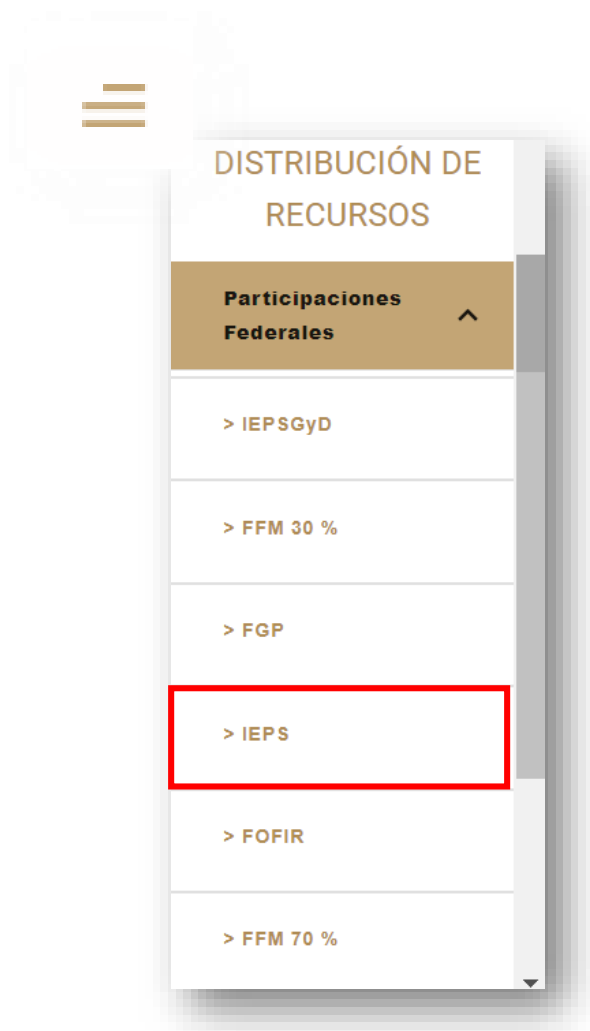 DISTRIBUCIÓN DE
RECURSOS
Participaciones
Federales
> IEPSGyD
> FFM 30 %
> FGP
> IEPS
> FOFIR
> FFM 70 %